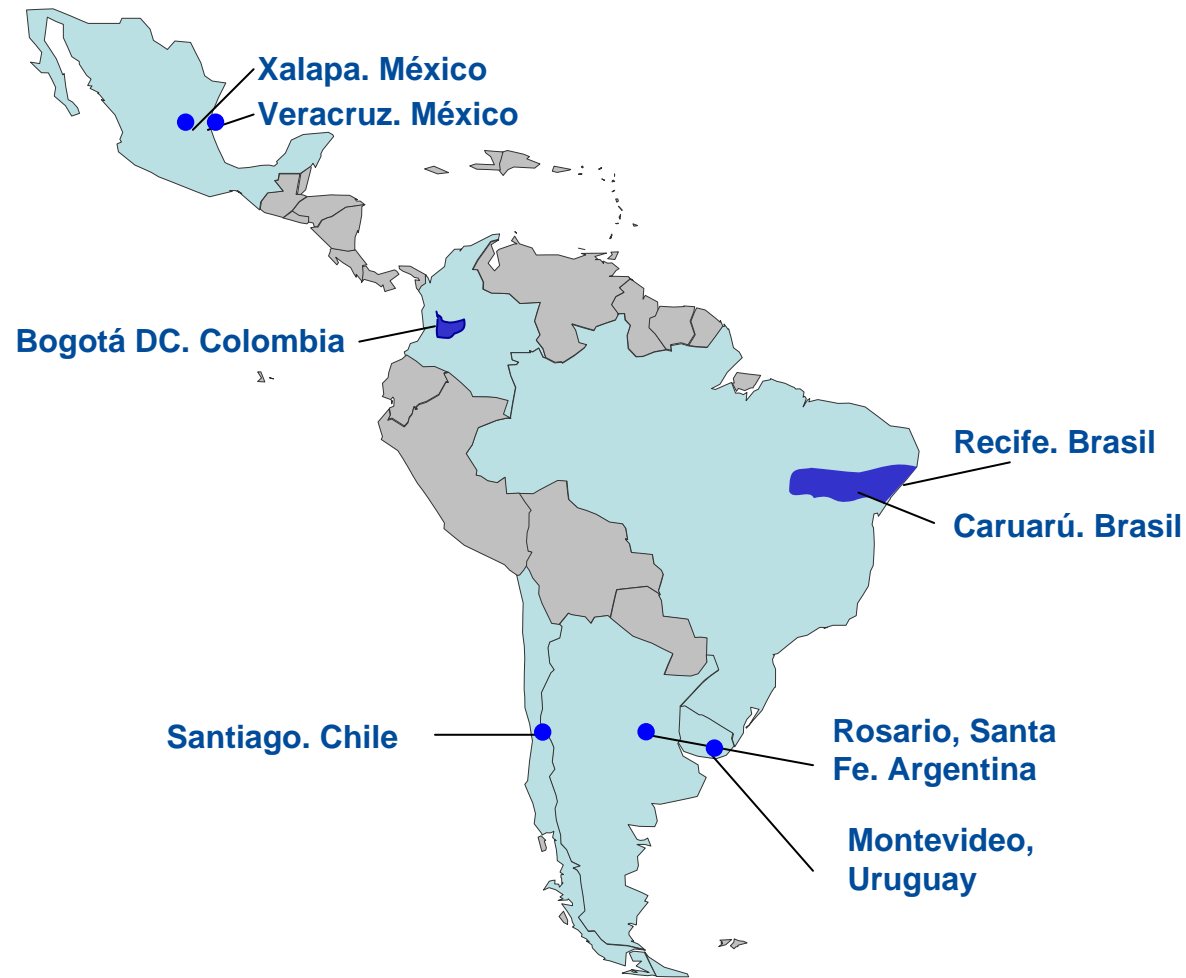 Xalapa. México
Veracruz. México
Bogotá DC. Colombia
Recife. Brasil
Caruarú. Brasil
Santiago. Chile
Rosario, Santa
Fe. Argentina
Montevideo,
Uruguay